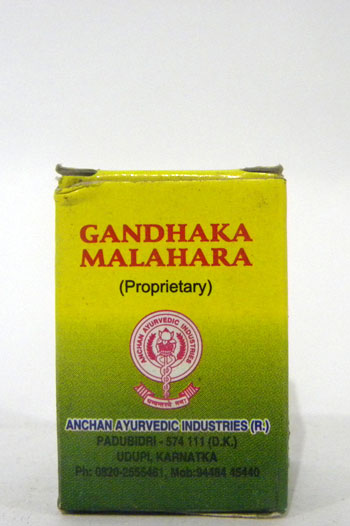 GANDHAKA
MALAHARA
(Proprietary)
ANCHAN AYURVEDIC INDUSTRIES
ANCHAN AYURVEDIC INDUSTRIES (R.)
PADUBIDRI - 574 111 (D.K.)
UDUPI, KARNATKA
Ph: 0820-2555461, Mob:94484 45440